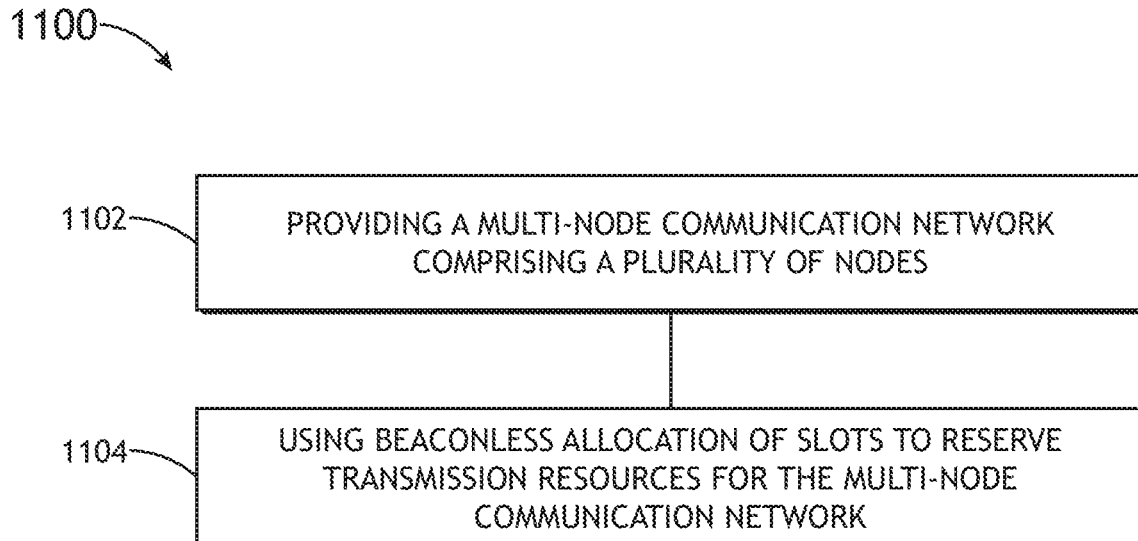 1100
1102
PROVIDING A MULTI-NODE COMMUNICATION NETWORK
COMPRISING A PLURALITY OF NODES
1104
USING BEACONLESS ALLOCATION OF SLOTS TO RESERVE
TRANSMISSION RESOURCES FOR THE MULTI-NODE
COMMUNICATION NETWORK